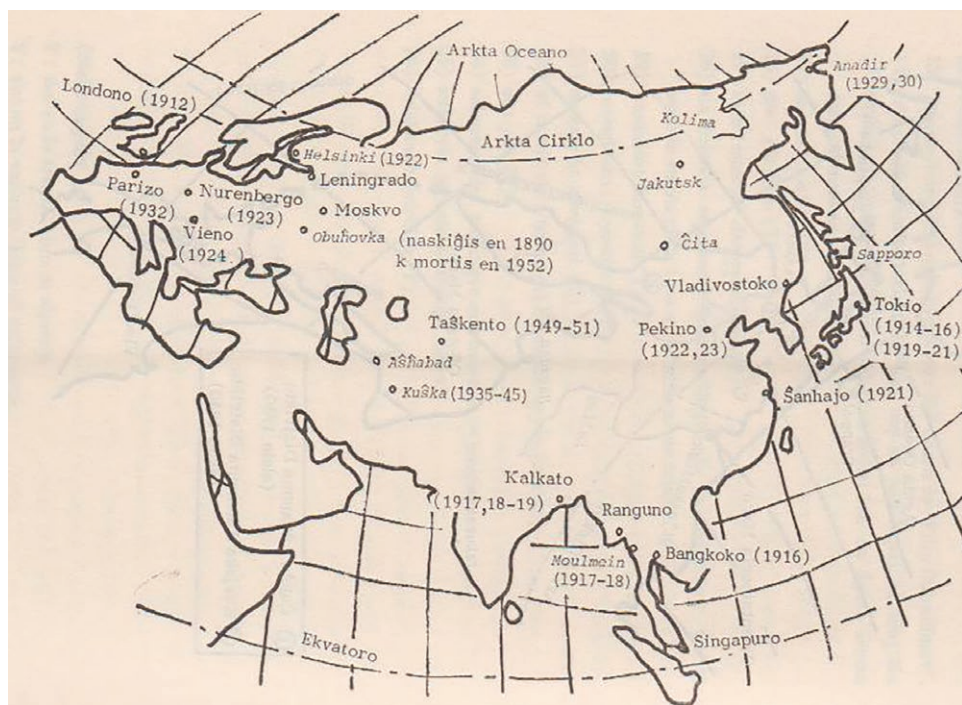 Arkta Oceano
Anadir
(1929,30)
Londono (1912)
Kolima
Arkta Cirklo
Helsinki (1922)
Leningrado
Jakutsk
Parizo
(1932)
Nurenbergo
(1923)
Moskvo
Vieno
(1924.)
Obuĥovka
(naskiĝis en 1890
k mortis en 1952)
Ĉita
Sapporo
Vladivostoko
Tokio
(1914-16)
(1919-21)
Taŝkento (1949-51)
Pekino
(1922,23)
Aŝĥabad
Kuŝka (1935-45)
Ŝanhajo (1921)
Kalkato
(1917,18-19)
Ranguno
Moulmein
(1917-18)
Bangkoko (1916)
Singapuro
Ekvatoro